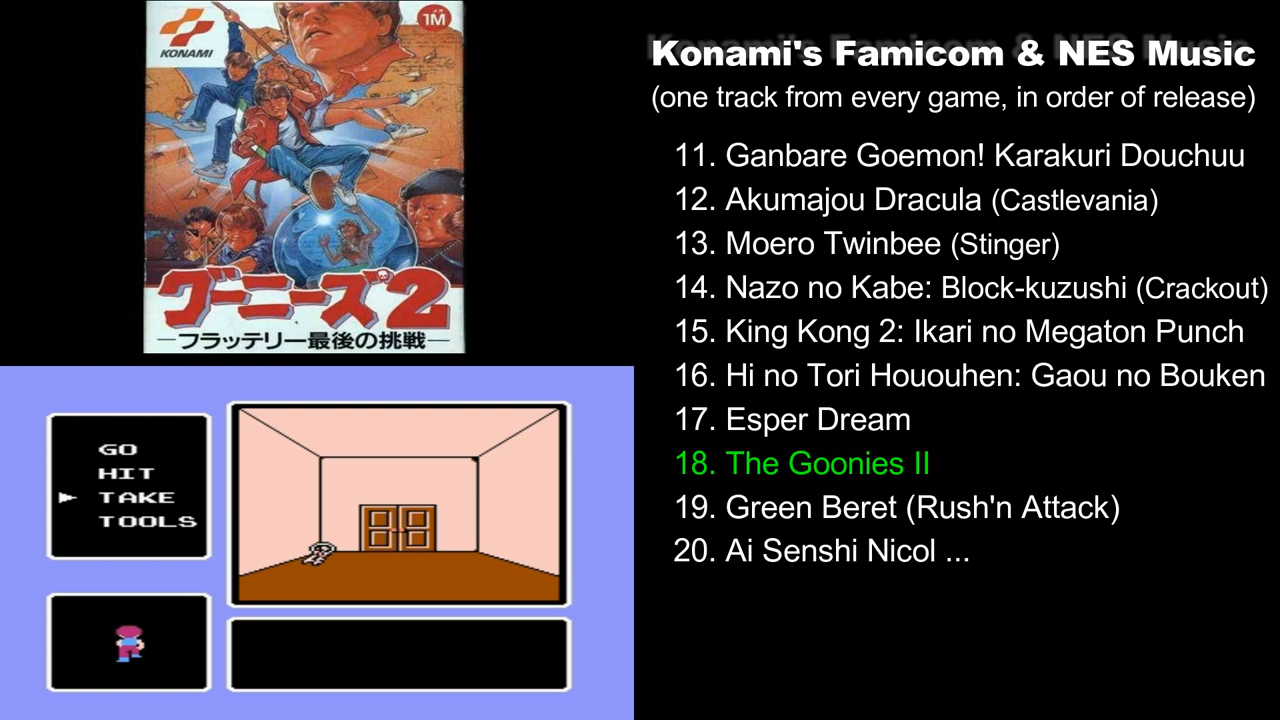 KONAMI
1M
グーニーズ2
—フラッテリー最後の挑戦—
GO
HIT
TAKE
TOOLS
Konami's Famicom & NES Music
(one track from every game, in order of release)
11. Ganbare Goemon! Karakuri Douchuu
12. Akumajou Dracula (Castlevania)
13. Moero Twinbee (Stinger)
14. Nazo no Kabe: Block-kuzushi (Crackout)
15. King Kong 2: Ikari no Megaton Punch
16. Hi no Tori Hououhen: Gaou no Bouken
17. Esper Dream
18. The Goonies II
19. Green Beret (Rush'n Attack)
20. Ai Senshi Nicol ...